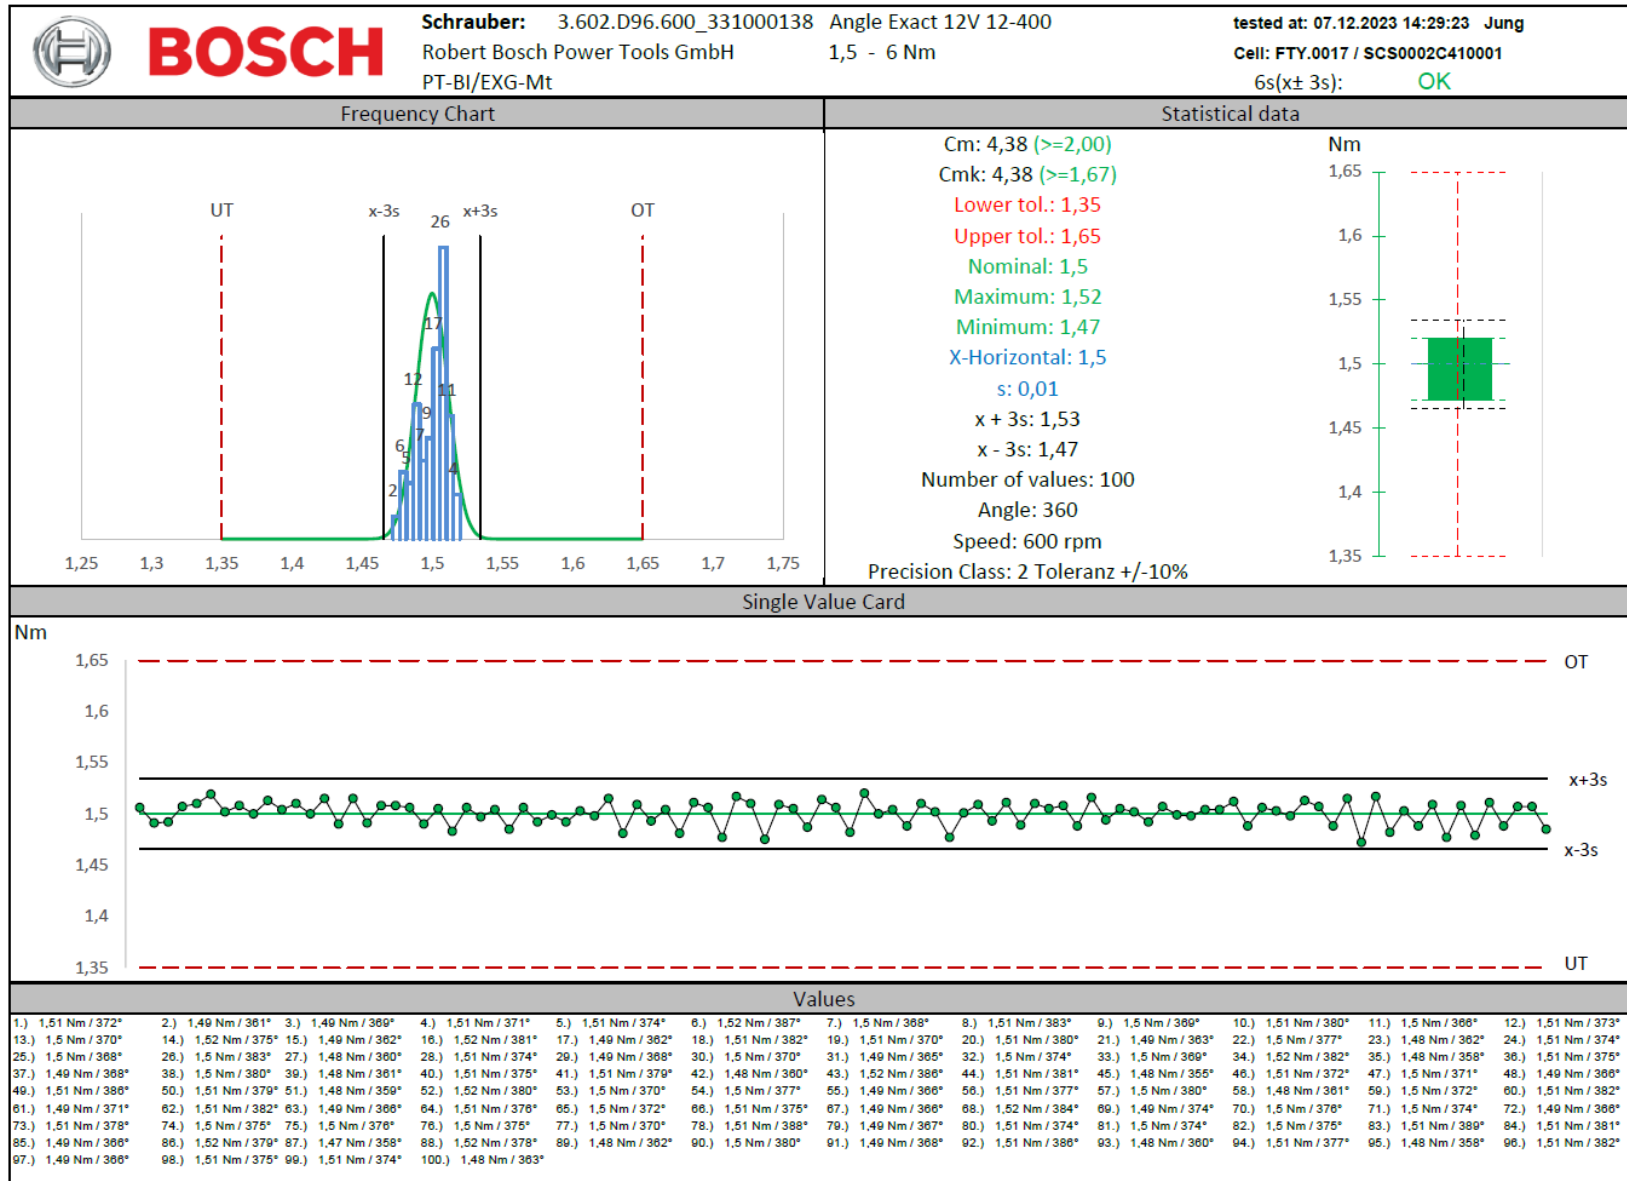 BOSCH
Schrauber: 3.602.D96.600_331000138 Angle Exact 12V 12-400
Robert Bosch Power Tools GmbH 1,5 - 6 Nm
PT-BI/EXG-Mt
tested at: 07.12.2023 14:29:23 Jung
Cell: FTY.0017 / SCS0002C410001
6s(x± 3s): OK
Frequency Chart
UT x-3s x+3s OT
26
17
12
11
9
7
6
5
4
2
1,25 1,3 1,35 1,4 1,45 1,5 1,55 1,6 1,65 1,7 1,75
Statistical data
Cm: 4,38 (>=2,00)
Cmk: 4,38 (>=1,67)
Lower tol.: 1,35
Upper tol.: 1,65
Nominal: 1,5
Maximum: 1,52
Minimum: 1,47
X-Horizontal: 1,5
s: 0,01
x + 3s: 1,53
x - 3s: 1,47
Number of values: 100
Angle: 360
Speed: 600 rpm
Precision Class: 2 Toleranz +/-10%
Nm
1,65
1,6
1,55
1,5
1,45
1,4
1,35
Single Value Card
Nm
1,65 OT
1,6
1,55
x+3s
1,5
1,45
x-3s
1,4
1,35 UT
Values
1.) 1,51 Nm / 372° 2.) 1,49 Nm / 361° 3.) 1,49 Nm / 369° 4.) 1,51 Nm / 371° 5.) 1,51 Nm / 374° 6.) 1,52 Nm / 387° 7.) 1,5 Nm / 368° 8.) 1,51 Nm / 383° 9.) 1,5 Nm / 369° 10.) 1,51 Nm / 380° 11.) 1,5 Nm / 366° 12.) 1,51 Nm / 373°
13.) 1,5 Nm / 370° 14.) 1,52 Nm / 375° 15.) 1,49 Nm / 362° 16.) 1,52 Nm / 381° 17.) 1,49 Nm / 362° 18.) 1,51 Nm / 382° 19.) 1,51 Nm / 370° 20.) 1,51 Nm / 380° 21.) 1,49 Nm / 363° 22.) 1,5 Nm / 377° 23.) 1,48 Nm / 362° 24.) 1,51 Nm / 374°
25.) 1,5 Nm / 368° 26.) 1,5 Nm / 383° 27.) 1,48 Nm / 360° 28.) 1,51 Nm / 374° 29.) 1,49 Nm / 368° 30.) 1,5 Nm / 370° 31.) 1,49 Nm / 365° 32.) 1,5 Nm / 374° 33.) 1,5 Nm / 369° 34.) 1,52 Nm / 382° 35.) 1,48 Nm / 358° 36.) 1,51 Nm / 375°
37.) 1,49 Nm / 368° 38.) 1,5 Nm / 380° 39.) 1,48 Nm / 361° 40.) 1,51 Nm / 375° 41.) 1,51 Nm / 379° 42.) 1,48 Nm / 360° 43.) 1,52 Nm / 386° 44.) 1,51 Nm / 381° 45.) 1,48 Nm / 355° 46.) 1,51 Nm / 372° 47.) 1,5 Nm / 371° 48.) 1,49 Nm / 366°
49.) 1,51 Nm / 386° 50.) 1,51 Nm / 379° 51.) 1,48 Nm / 359° 52.) 1,52 Nm / 380° 53.) 1,5 Nm / 370° 54.) 1,5 Nm / 377° 55.) 1,49 Nm / 366° 56.) 1,51 Nm / 377° 57.) 1,5 Nm / 380° 58.) 1,48 Nm / 361° 59.) 1,5 Nm / 372° 60.) 1,51 Nm / 382°
61.) 1,49 Nm / 371° 62.) 1,51 Nm / 382° 63.) 1,49 Nm / 366° 64.) 1,51 Nm / 376° 65.) 1,5 Nm / 372° 66.) 1,51 Nm / 375° 67.) 1,49 Nm / 366° 68.) 1,52 Nm / 384° 69.) 1,49 Nm / 374° 70.) 1,5 Nm / 376° 71.) 1,5 Nm / 374° 72.) 1,49 Nm / 366°
73.) 1,51 Nm / 378° 74.) 1,5 Nm / 375° 75.) 1,5 Nm / 376° 76.) 1,5 Nm / 375° 77.) 1,5 Nm / 370° 78.) 1,51 Nm / 388° 79.) 1,49 Nm / 367° 80.) 1,51 Nm / 374° 81.) 1,5 Nm / 374° 82.) 1,5 Nm / 375° 83.) 1,51 Nm / 389° 84.) 1,51 Nm / 381°
85.) 1,49 Nm / 366° 86.) 1,52 Nm / 379° 87.) 1,47 Nm / 358° 88.) 1,52 Nm / 378° 89.) 1,48 Nm / 362° 90.) 1,5 Nm / 380° 91.) 1,49 Nm / 368° 92.) 1,51 Nm / 386° 93.) 1,48 Nm / 360° 94.) 1,51 Nm / 377° 95.) 1,48 Nm / 358° 96.) 1,51 Nm / 382°
97.) 1,49 Nm / 366° 98.) 1,51 Nm / 375° 99.) 1,51 Nm / 374° 100.) 1,48 Nm / 363°